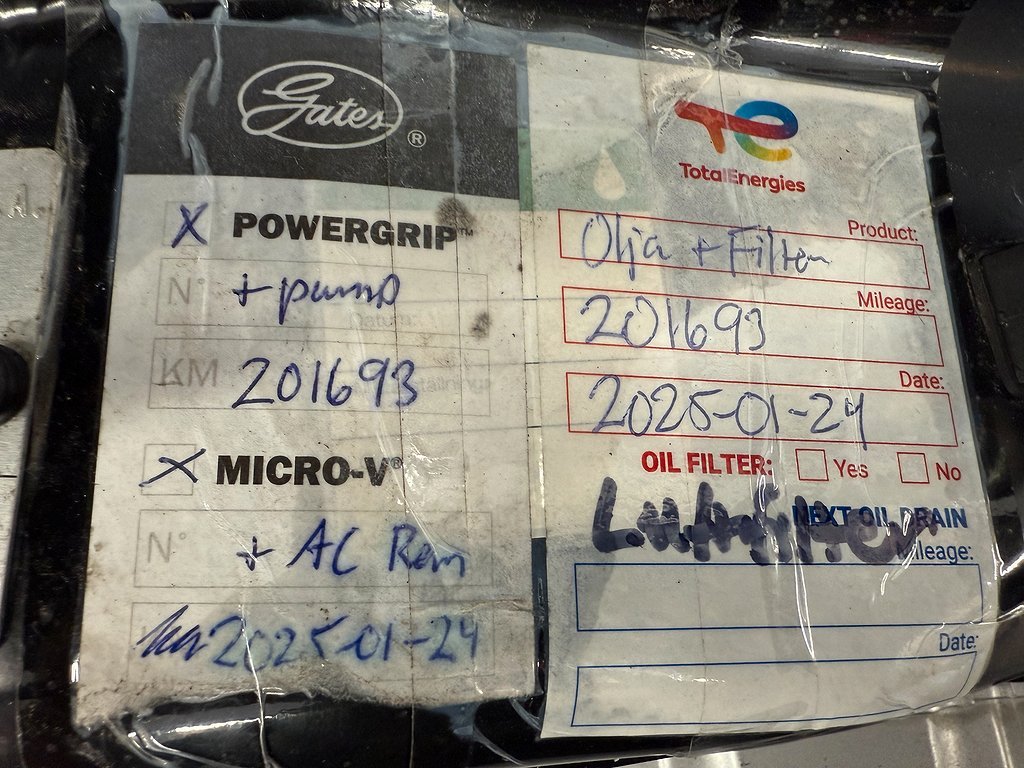 Gates®
X POWERGRIP™
N° + pump
KM 201693
X MICRO-V®
N° + AC Rem
2025-01-24
TotalEnergies
Product:
Olja + Filter
Mileage:
201693
Date:
2025-01-24
OIL FILTER: Yes No
NEXT OIL DRAIN
Mileage:
Date: